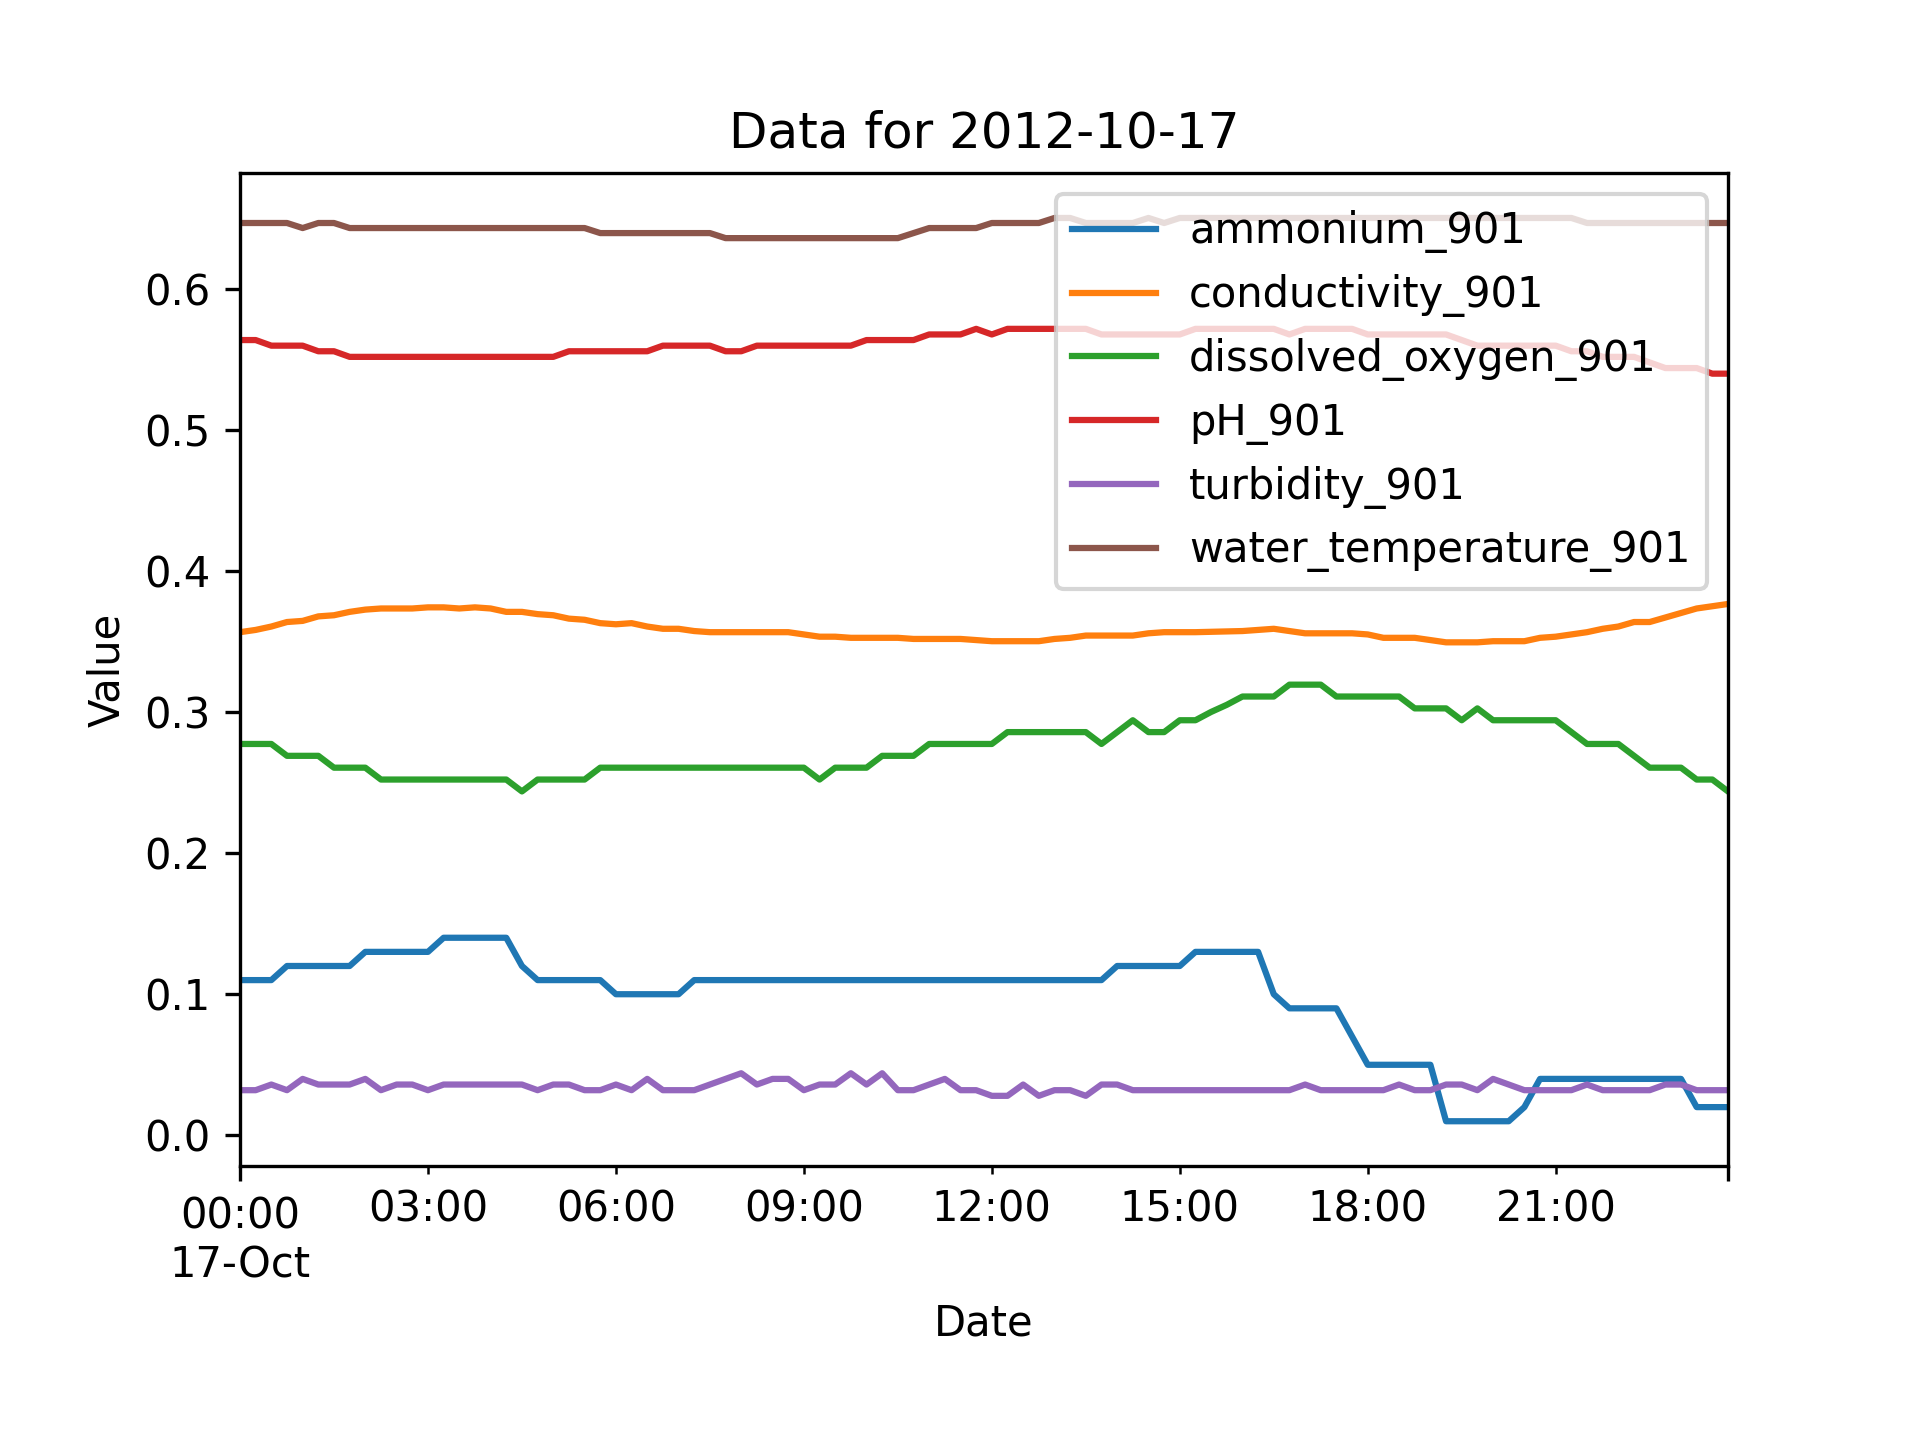 Data for 2012-10-17
ammonium_901
conductivity_901
dissolved_oxygen_901
pH_901
turbidity_901
water_temperature_901
Value
0.6
0.5
0.4
0.3
0.2
0.1
0.0
00:00 03:00 06:00 09:00 12:00 15:00 18:00 21:00
17-Oct
Date